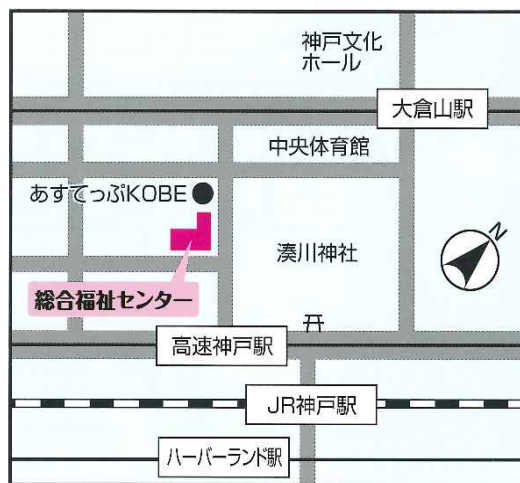 神戸文化
ホール
大倉山駅
中央体育館
あすてっぷKOBE
湊川神社
N
総合福祉センター
高速神戸駅
JR神戸駅
ハーバーランド駅